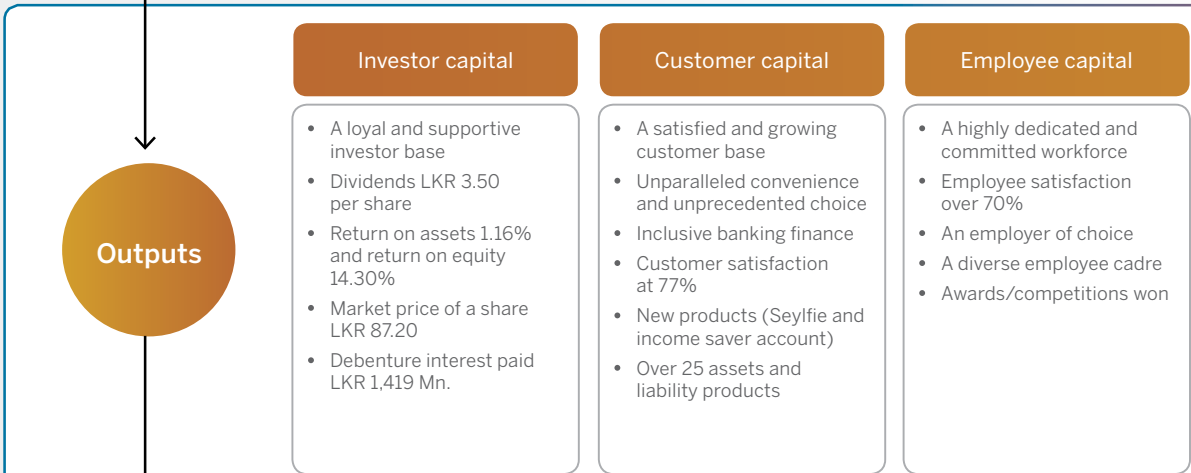 Outputs
Investor capital
• A loyal and supportive
investor base
• Dividends LKR 3.50
per share
• Return on assets 1.16%
and return on equity
14.30%
• Market price of a share
LKR 87.20
• Debenture interest paid
LKR 1,419 Mn.
Customer capital
• A satisfied and growing
customer base
• Unparalleled convenience
and unprecedented choice
• Inclusive banking finance
• Customer satisfaction
at 77%
• New products (Seylfie and
income saver account)
• Over 25 assets and
liability products
Employee capital
• A highly dedicated and
committed workforce
• Employee satisfaction
over 70%
• An employer of choice
• A diverse employee cadre
• Awards/competitions won